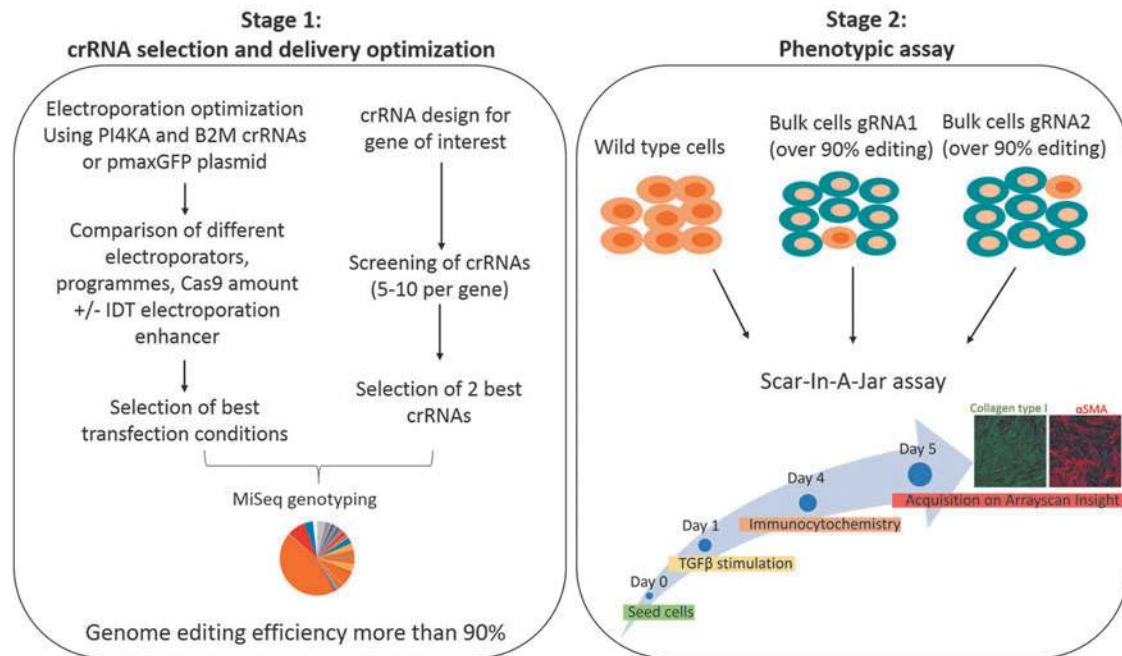 Stage 1:
crRNA selection and delivery optimization
Electroporation optimization
Using PI4KA and B2M crRNAs
or pmaxGFP plasmid
Comparison of different
electroporators,
programmes, Cas9 amount
+/- IDT electroporation
enhancer
Selection of best
transfection conditions
crRNA design for
gene of interest
Screening of crRNAs
(5-10 per gene)
Selection of 2 best
crRNAs
MiSeq genotyping
Genome editing efficiency more than 90%
Stage 2:
Phenotypic assay
Wild type cells
Bulk cells gRNA1
(over 90% editing)
Bulk cells gRNA2
(over 90% editing)
Scar-In-A-Jar assay
Collagen type I
αSMA
Day 5
Acquisition on Arrayscan Insight
Day 4
Immunocytochemistry
Day 1
TGFβ stimulation
Day 0
Seed cells